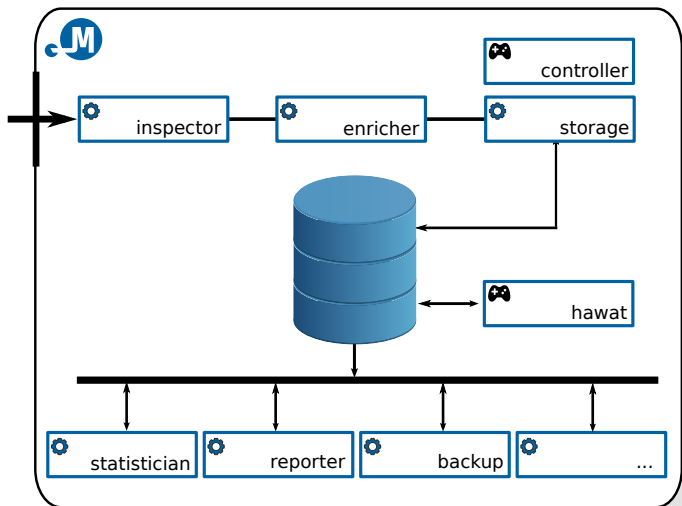 M
controller
inspector
enricher
storage
hawat
statistician
reporter
backup
...